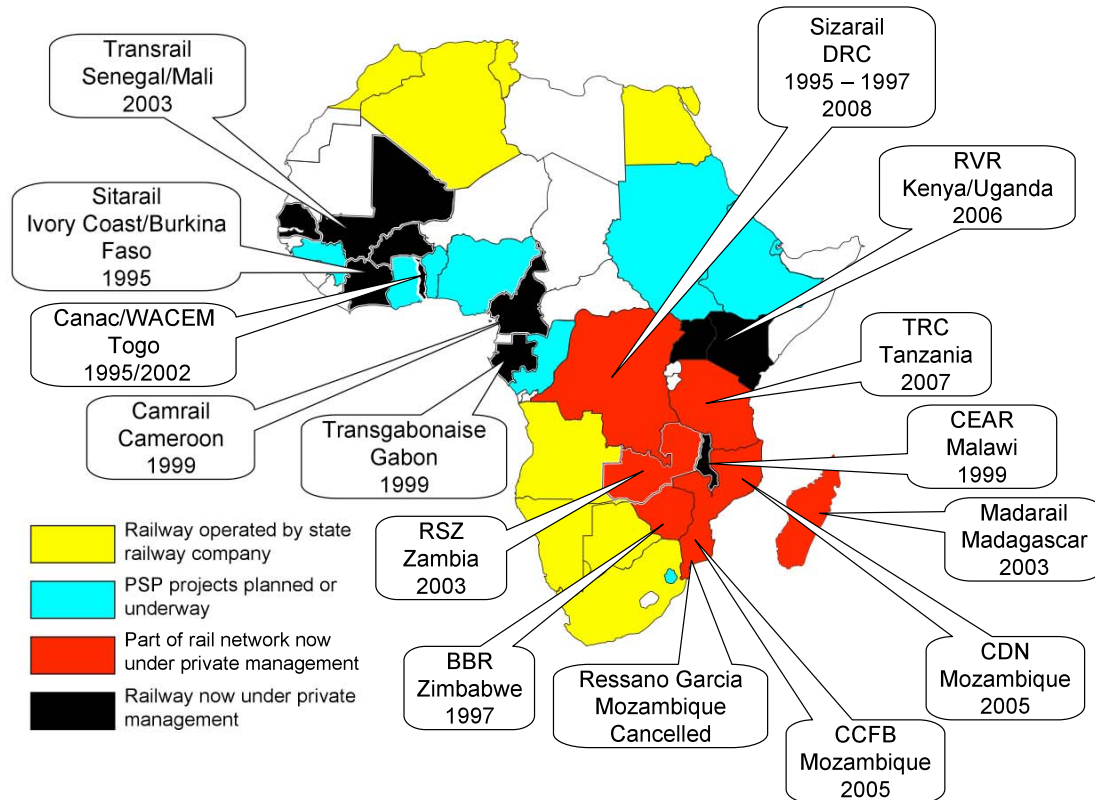 Transrail
Senegal/Mali
2003
Sizarail
DRC
1995 – 1997
2008
RVR
Kenya/Uganda
2006
Sitarail
Ivory Coast/Burkina
Faso
1995
Canac/WACEM
Togo
1995/2002
TRC
Tanzania
2007
Camrail
Cameroon
1999
Transgabonaise
Gabon
1999
CEAR
Malawi
1999
RSZ
Zambia
2003
Madarail
Madagascar
2003
BBR
Zimbabwe
1997
Ressano Garcia
Mozambique
Cancelled
CCFB
Mozambique
2005
CDN
Mozambique
2005
Railway operated by state
railway company
PSP projects planned or
underway
Part of rail network now
under private management
Railway now under private
management